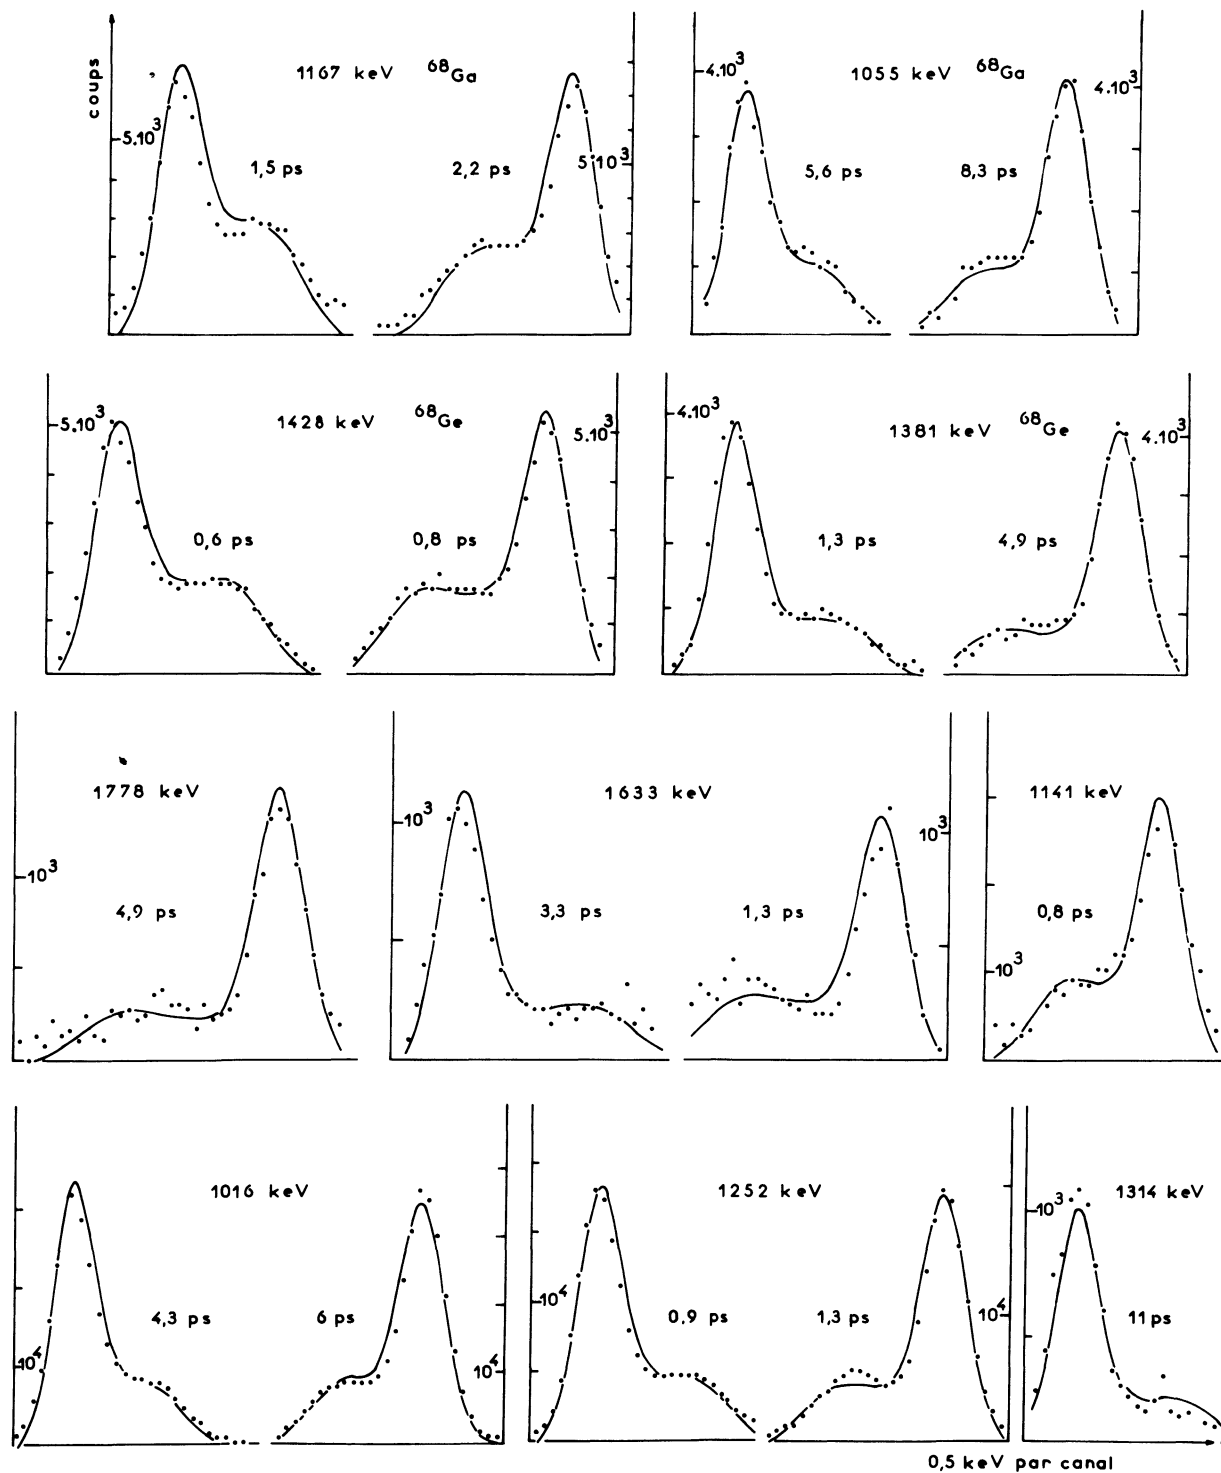 coups
1167 keV 68Ga
5.10³
1,5 ps
2,2 ps
5.10³
4.10³
1055 keV 68Ga
4.10³
5,6 ps
8,3 ps
5.10³
1428 keV 68Ge
5.10³
0,6 ps
0,8 ps
4.10³
1381 keV 68Ge
4.10³
1,3 ps
4,9 ps
1778 keV
10³
4,9 ps
10³
1633 keV
10³
3,3 ps
1,3 ps
1141 keV
0,8 ps
10³
1016 keV
4,3 ps
6 ps
10⁴
10⁴
1252 keV
10⁴
0.9 ps
1,3 ps
10⁴
10³
1314 keV
11 ps
0,5 keV par canal